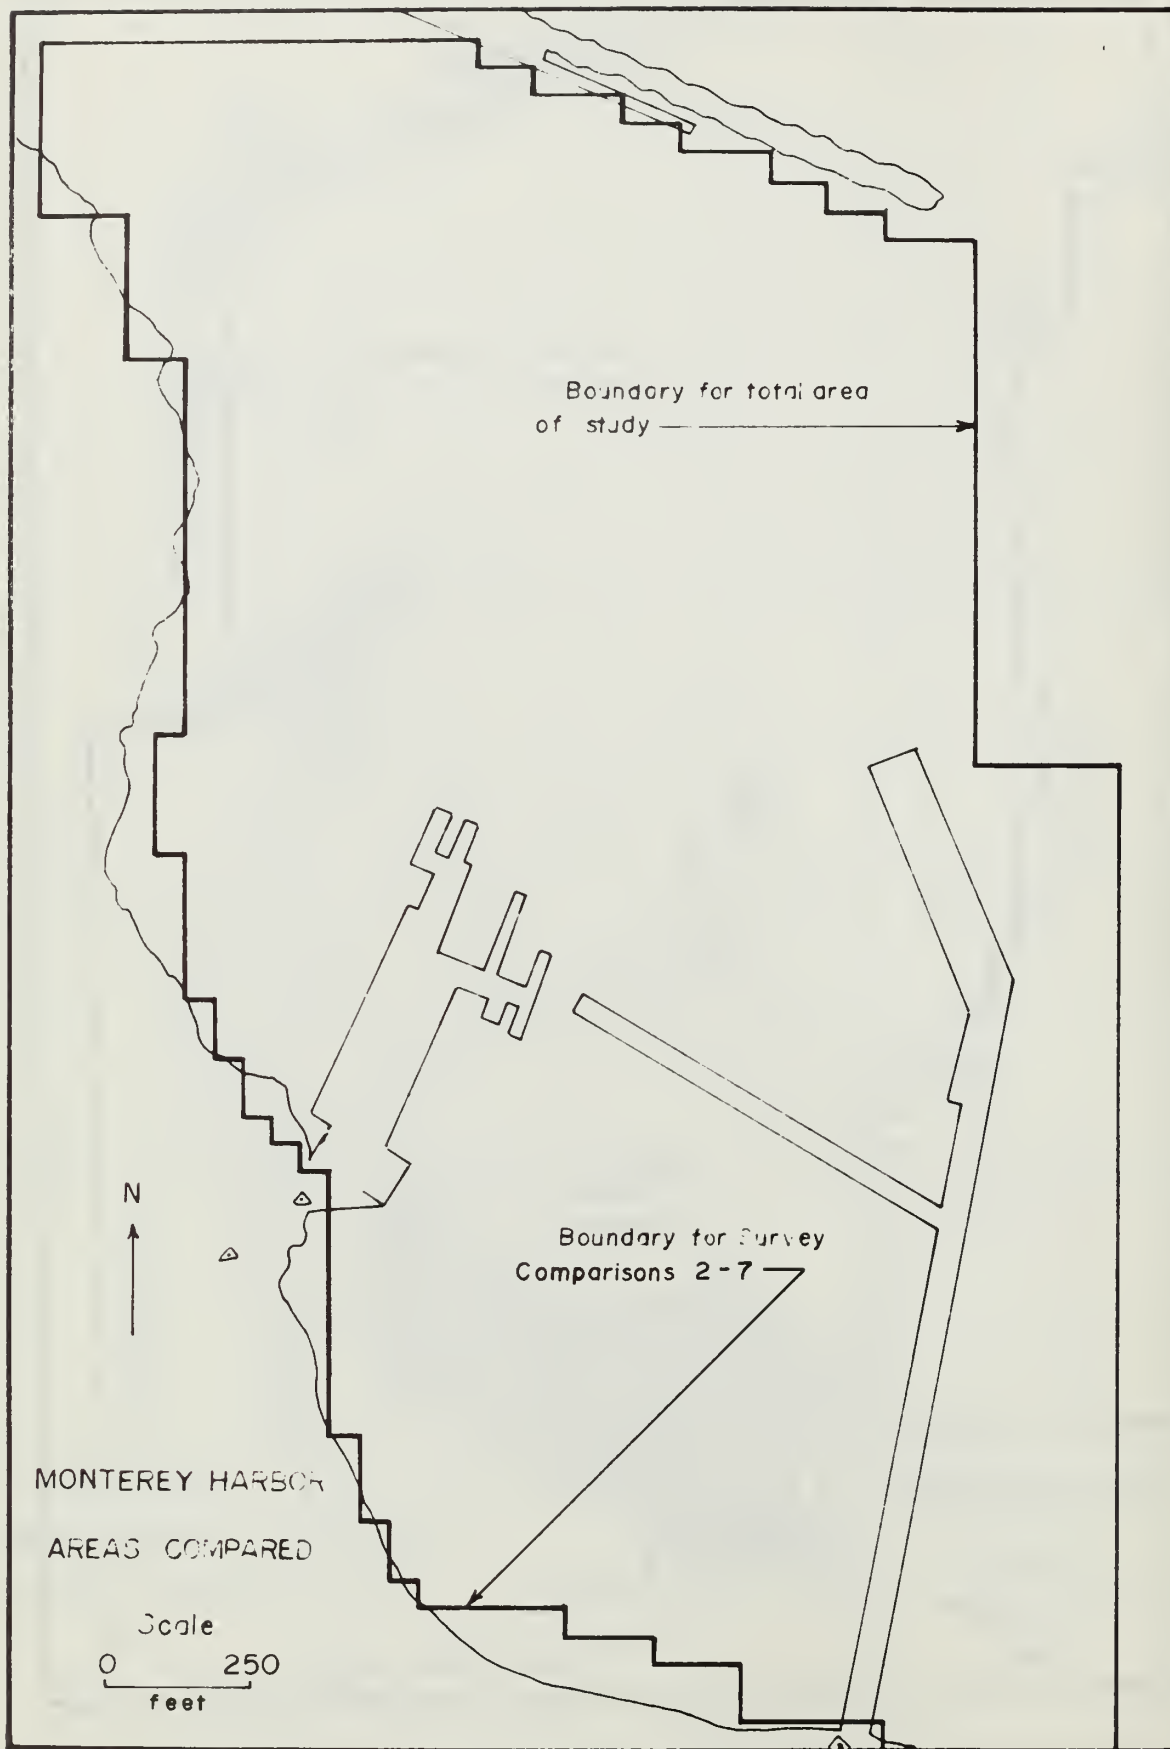 Boundary for total area
of study
N
Boundary for Survey
Comparisons 2-7
MONTEREY HARBOR
AREAS COMPARED
Scale
0 250
feet